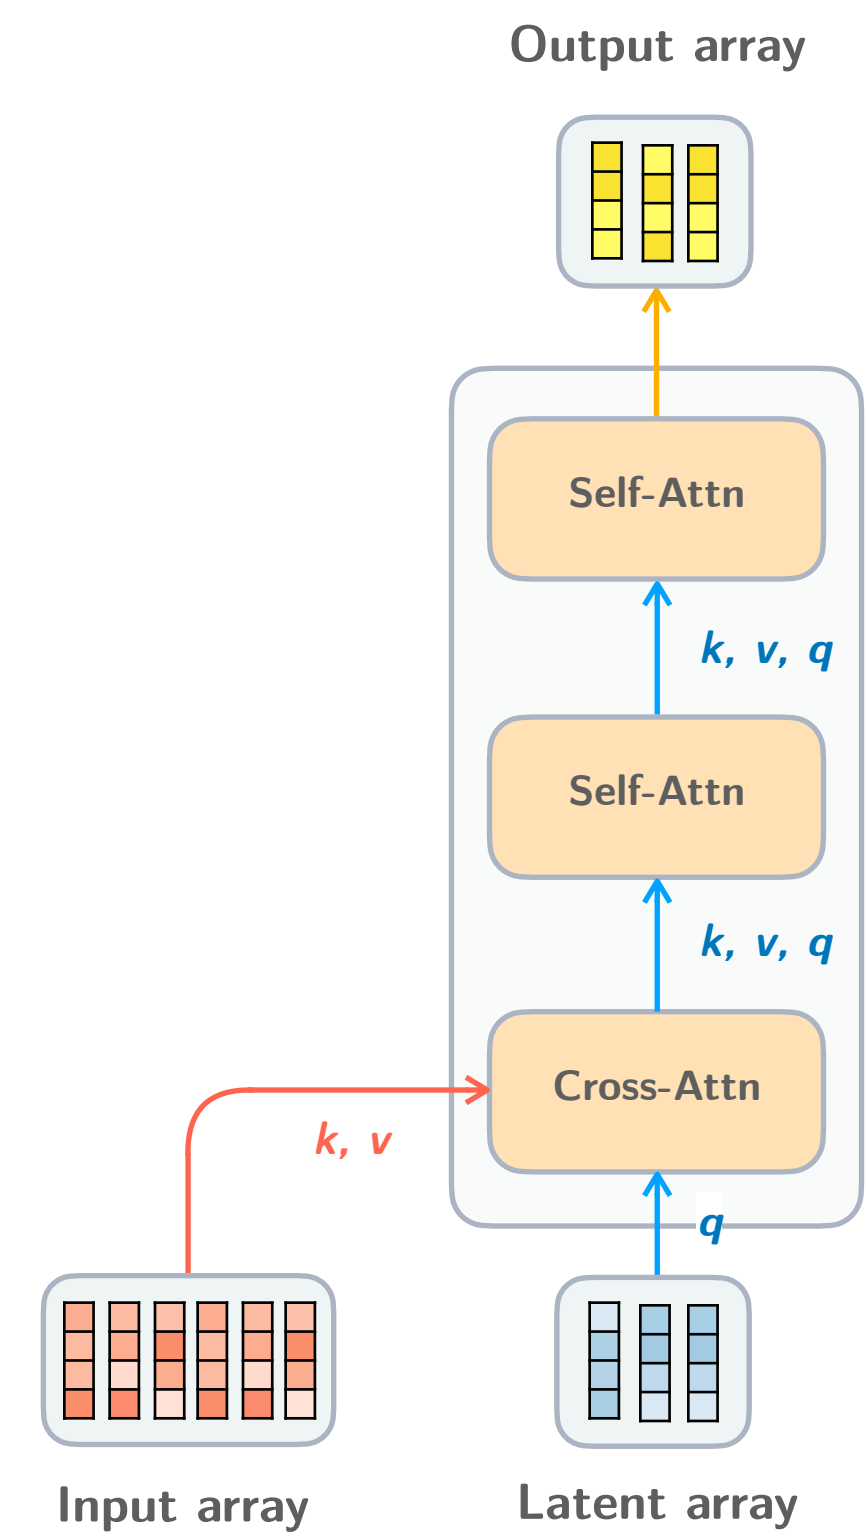 Output array
Self-Attn
k, v, q
Self-Attn
k, v, q
Cross-Attn
k, v
q
Input array
Latent array